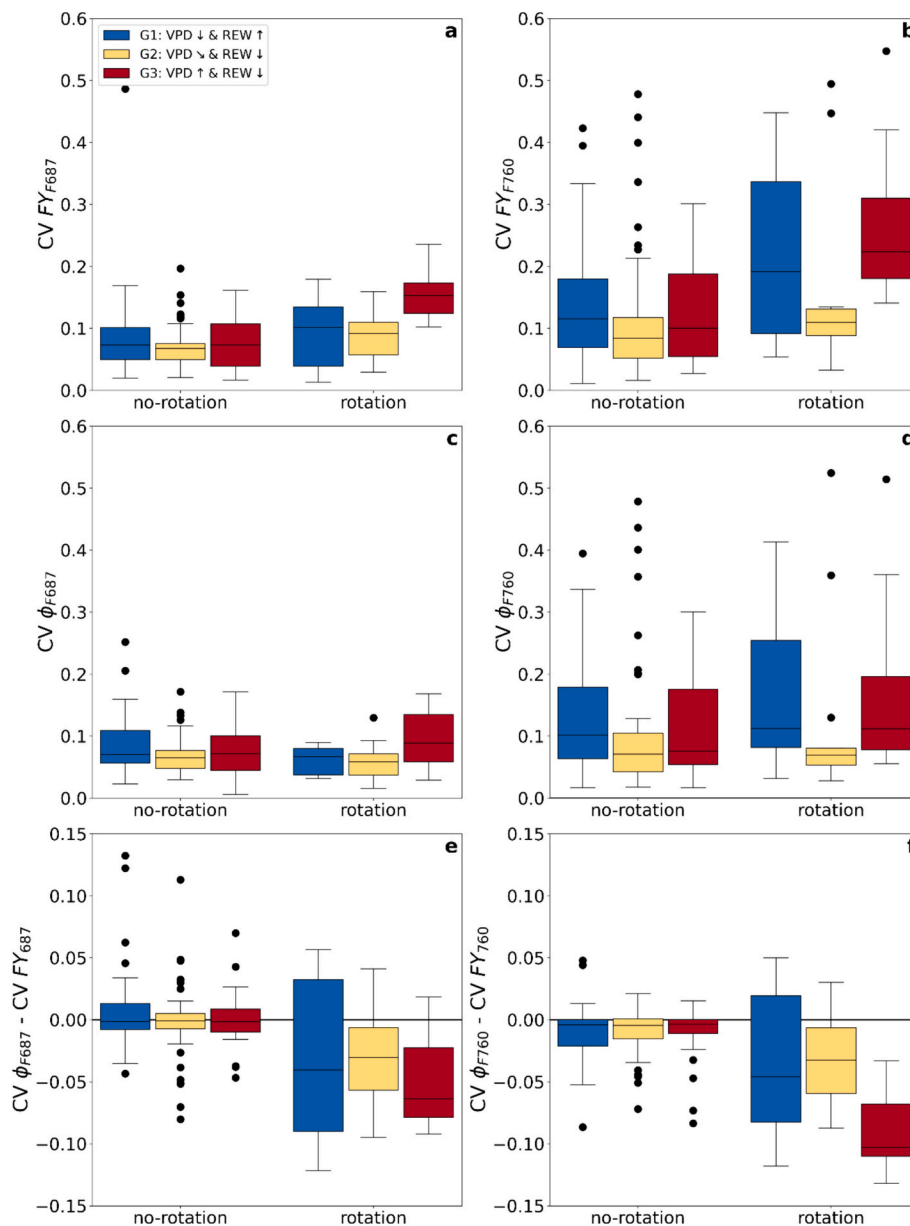 a
G1: VPD ↓ & REW ↑
G2: VPD ↘ & REW ↓
G3: VPD ↑ & REW ↓
0.6
0.5
0.4
0.3
0.2
0.1
0.0
CV FY_F687
no-rotation rotation
b
0.6
0.5
0.4
0.3
0.2
0.1
0.0
CV FY_F760
no-rotation rotation
c
0.6
0.5
0.4
0.3
0.2
0.1
0.0
CV ϕ_F687
no-rotation rotation
d
0.6
0.5
0.4
0.3
0.2
0.1
0.0
CV ϕ_F760
no-rotation rotation
e
0.15
0.10
0.05
0.00
−0.05
−0.10
−0.15
CV ϕ_F687 - CV FY_687
no-rotation rotation
f
0.15
0.10
0.05
0.00
−0.05
−0.10
−0.15
CV ϕ_F760 - CV FY_760
no-rotation rotation